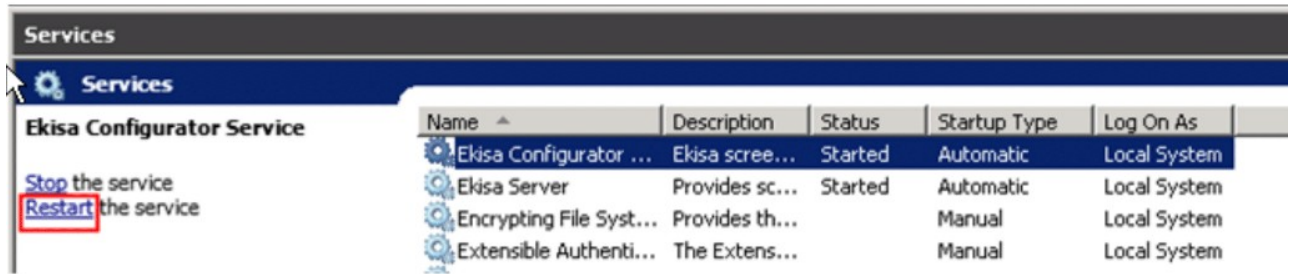 Services
Services
Ekisa Configurator Service
Stop the service
Restart the service
Name Description Status Startup Type Log On As
Ekisa Configurator ... Ekisa scree... Started Automatic Local System
Ekisa Server Provides sc... Started Automatic Local System
Encrypting File Syst... Provides th... Manual Local System
Extensible Authenti... The Extens... Manual Local System